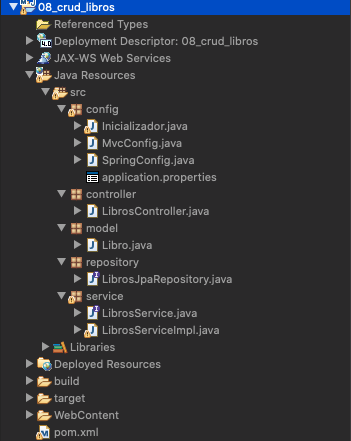 08_crud_libros
Referenced Types
Deployment Descriptor: 08_crud_libros
JAX-WS Web Services
Java Resources
src
config
Inicializador.java
MvcConfig.java
SpringConfig.java
application.properties
controller
LibrosController.java
model
Libro.java
repository
LibrosJpaRepository.java
service
LibrosService.java
LibrosServiceImpl.java
Libraries
Deployed Resources
build
target
WebContent
pom.xml